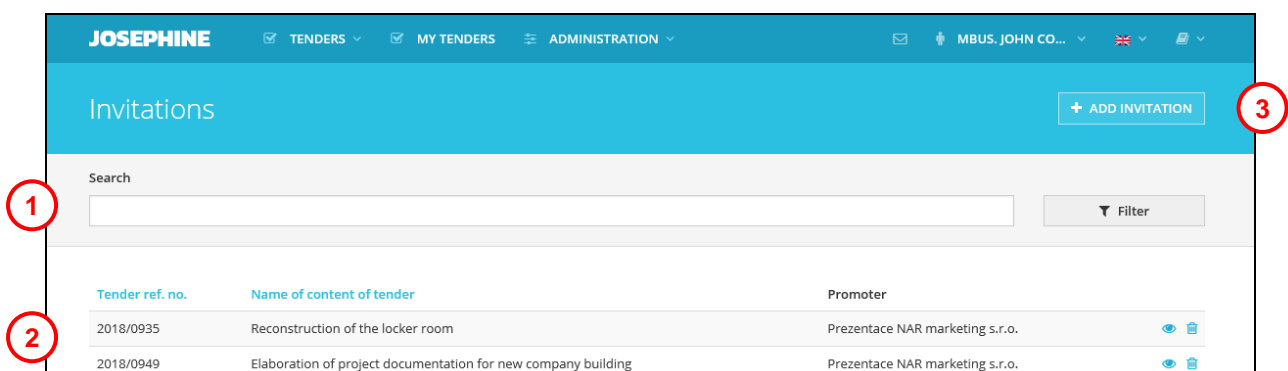 JOSEPHINE TENDERS MY TENDERS ADMINISTRATION MBUS. JOHN CO...
Invitations + ADD INVITATION 3
Search
1 Filter
Tender ref. no. Name of content of tender Promoter
2 2018/0935 Reconstruction of the locker room Prezentace NAR marketing s.r.o.
2018/0949 Elaboration of project documentation for new company building Prezentace NAR marketing s.r.o.